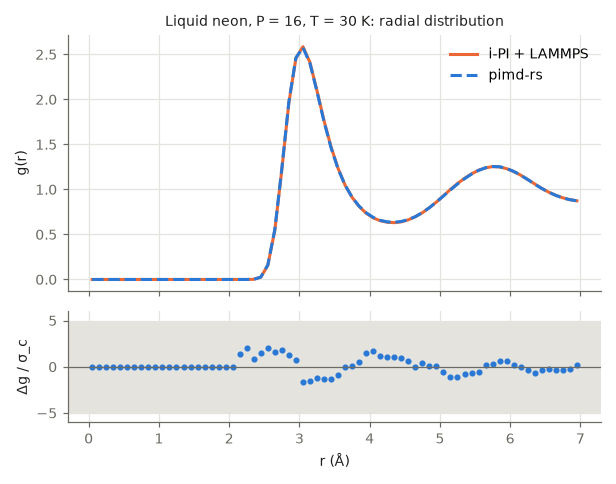 Liquid neon, P = 16, T = 30 K: radial distribution
i-PI + LAMMPS
pimd-rs
g(r)
2.5
2.0
1.5
1.0
0.5
0.0
Δg / σ_c
5
0
−5
0 1 2 3 4 5 6 7
r (Å)